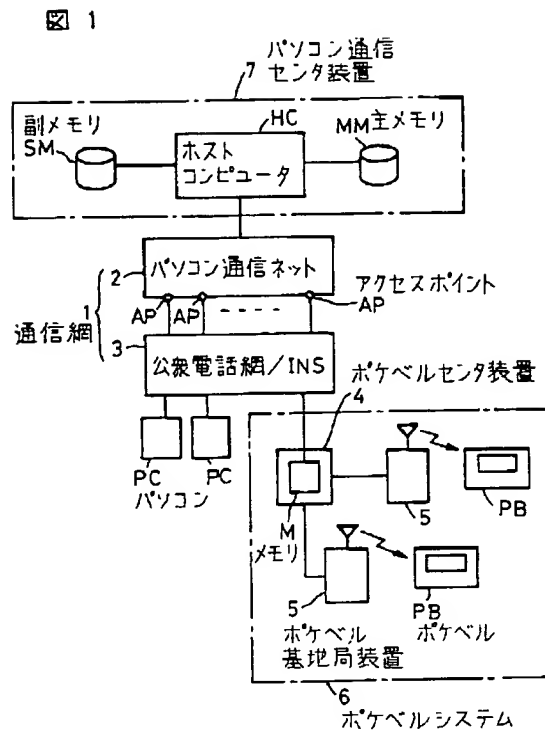 図 1
パソコン通信
センタ装置
7
HC
副メモリ
SM
ホスト
コンピュータ
MM主メモリ
2
パソコン通信ネット
アクセスポイント
AP
AP
AP
1
通信網
3
公衆電話網/INS
ポケベルセンタ装置
4
PC
PC
パソコン
M
メモリ
5
PB
5
PB
ポケベル
基地局装置
ポケベル
6
ポケベルシステム